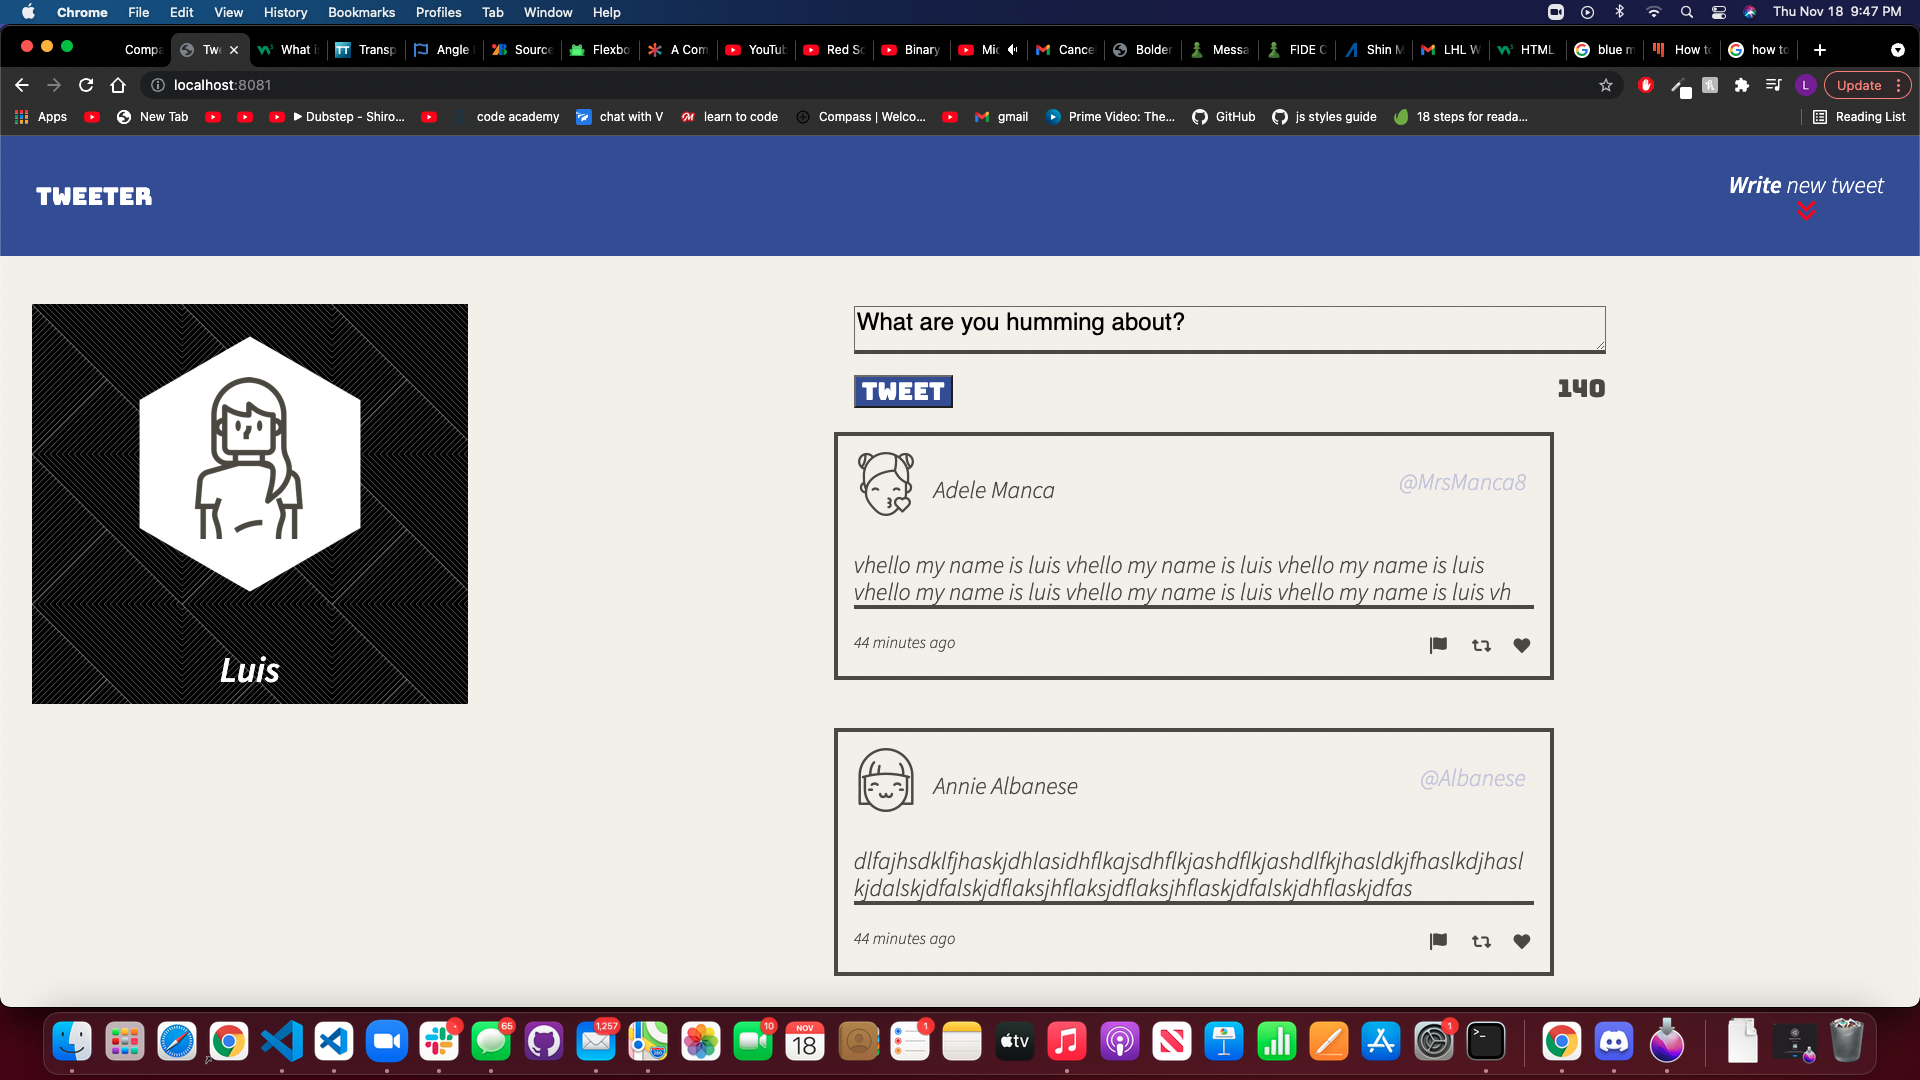 Chrome File Edit View History Bookmarks Profiles Tab Window Help Thu Nov 18 9:47 PM
Compa Tw What i Transp Angle Source Flexbo A Com YouTub Red Sc Binary Mic Cance Bolder Messa FIDE C Shin M LHL W HTML blue m How to how to
localhost:8081 L Update
Apps New Tab ▶ Dubstep - Shiro... code academy chat with V learn to code Compass | Welco... gmail Prime Video: The... GitHub js styles guide 18 steps for reada... Reading List
TWEETER
Write new tweet
What are you humming about?
TWEET 140
Adele Manca @MrsManca8
vhello my name is luis vhello my name is luis vhello my name is luis
vhello my name is luis vhello my name is luis vhello my name is luis vh
44 minutes ago
Luis
Annie Albanese @Albanese
dlfajhsdklfjhaskjdhlasidhflkajsdhflkjashdflkjashdlfkjhasldkjfhaslkdjhasl
kjdalskjdfalskjdflaksjhflaksjdflaksjhflaskjdfalskjdhflaskjdfas
44 minutes ago
65 1,257 10 NOV 18 1 tv 1